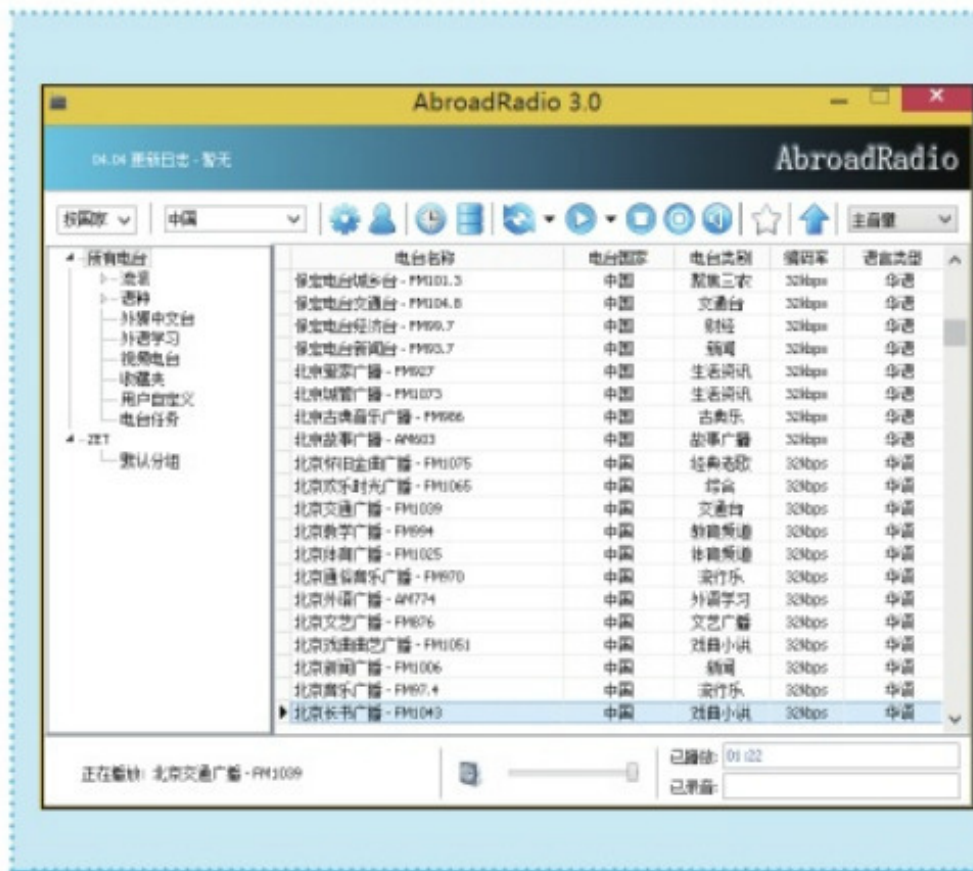 AbroadRadio 3.0
04.04 更新日志 - 暂无
AbroadRadio
按国家 中国 主音量
所有电台
流派
语种
外媒中文台
外语学习
视频电台
收藏夹
用户自定义
电台任务
ZET
默认分组
电台名称 电台国家 电台类别 编码率 语言类型
保定电台城乡台 - FM101.3 中国 聚焦三农 32kbps 华语
保定电台交通台 - FM104.8 中国 交通台 32kbps 华语
保定电台经济台 - FM99.7 中国 财经 32kbps 华语
保定电台新闻台 - FM93.7 中国 新闻 32kbps 华语
北京爱家广播 - FM927 中国 生活资讯 32kbps 华语
北京城管广播 - FM1073 中国 生活资讯 32kbps 华语
北京古典音乐广播 - FM986 中国 古典乐 32kbps 华语
北京故事广播 - AM603 中国 故事广播 32kbps 华语
北京怀旧金曲广播 - FM1075 中国 经典老歌 32kbps 华语
北京欢乐时光广播 - FM1065 中国 综合 32kbps 华语
北京交通广播 - FM1039 中国 交通台 32kbps 华语
北京教学广播 - FM994 中国 教育频道 32kbps 华语
北京体育广播 - FM1025 中国 体育频道 32kbps 华语
北京通俗音乐广播 - FM970 中国 流行乐 32kbps 华语
北京外语广播 - AM774 中国 外语学习 32kbps 华语
北京文艺广播 - FM876 中国 文艺广播 32kbps 华语
北京戏曲曲艺广播 - FM1051 中国 戏曲小说 32kbps 华语
北京新闻广播 - FM1006 中国 新闻 32kbps 华语
北京音乐广播 - FM97.4 中国 流行乐 32kbps 华语
北京长书广播 - FM1043 中国 戏曲小说 32kbps 华语
正在播放: 北京交通广播 - FM1039
已播放: 01:22
已录音: